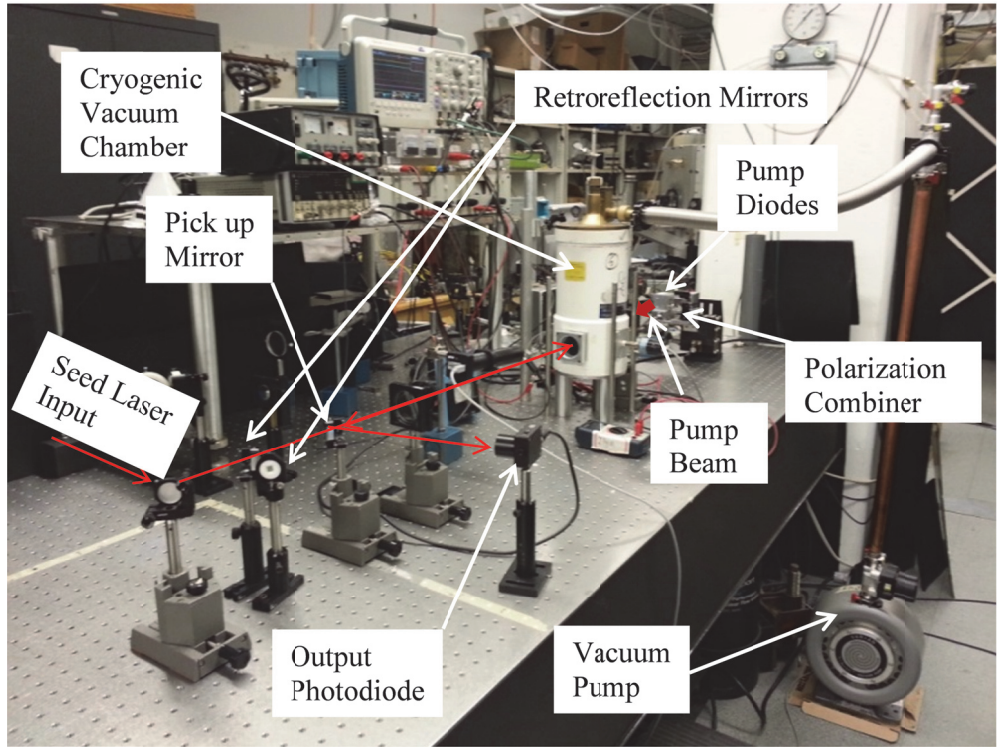 Cryogenic
Vacuum
Chamber
Retroreflection Mirrors
Pump
Diodes
Pick up
Mirror
Seed Laser
Input
Polarization
Combiner
Pump
Beam
Output
Photodiode
Vacuum
Pump